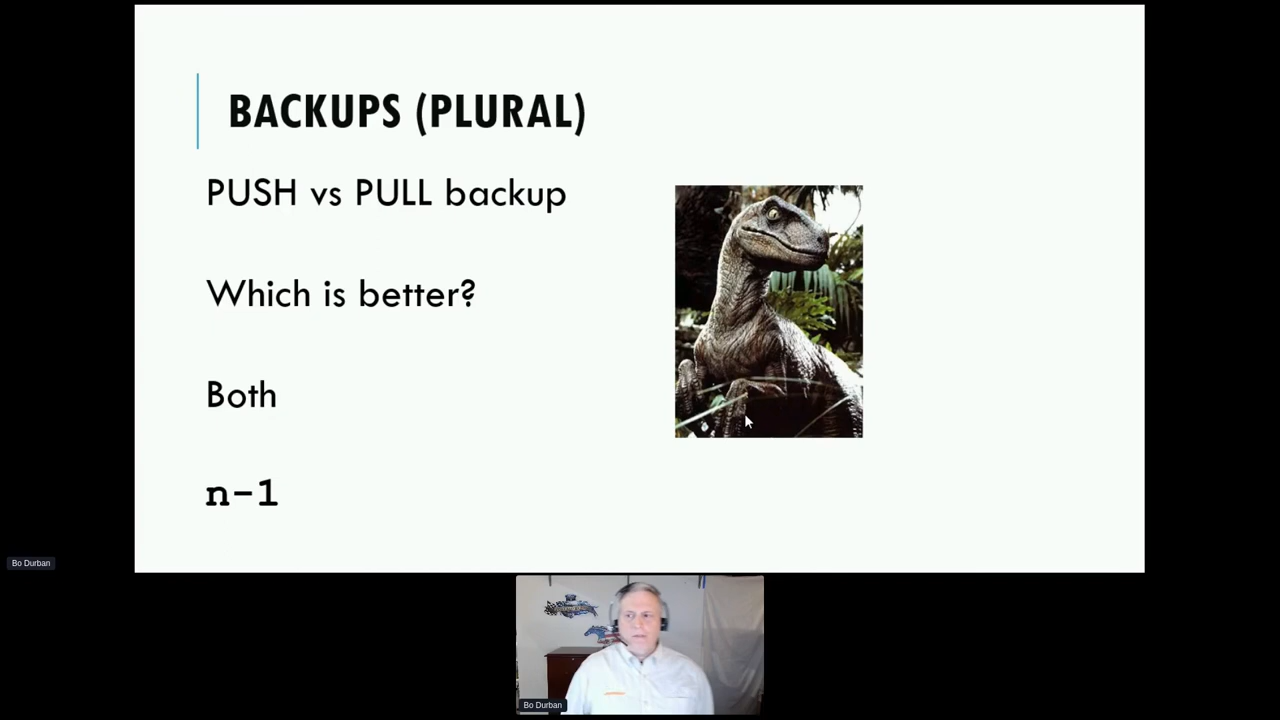 BACKUPS (PLURAL)
PUSH vs PULL backup
Which is better?
Both
n-1
Bo Durban
Bo Durban